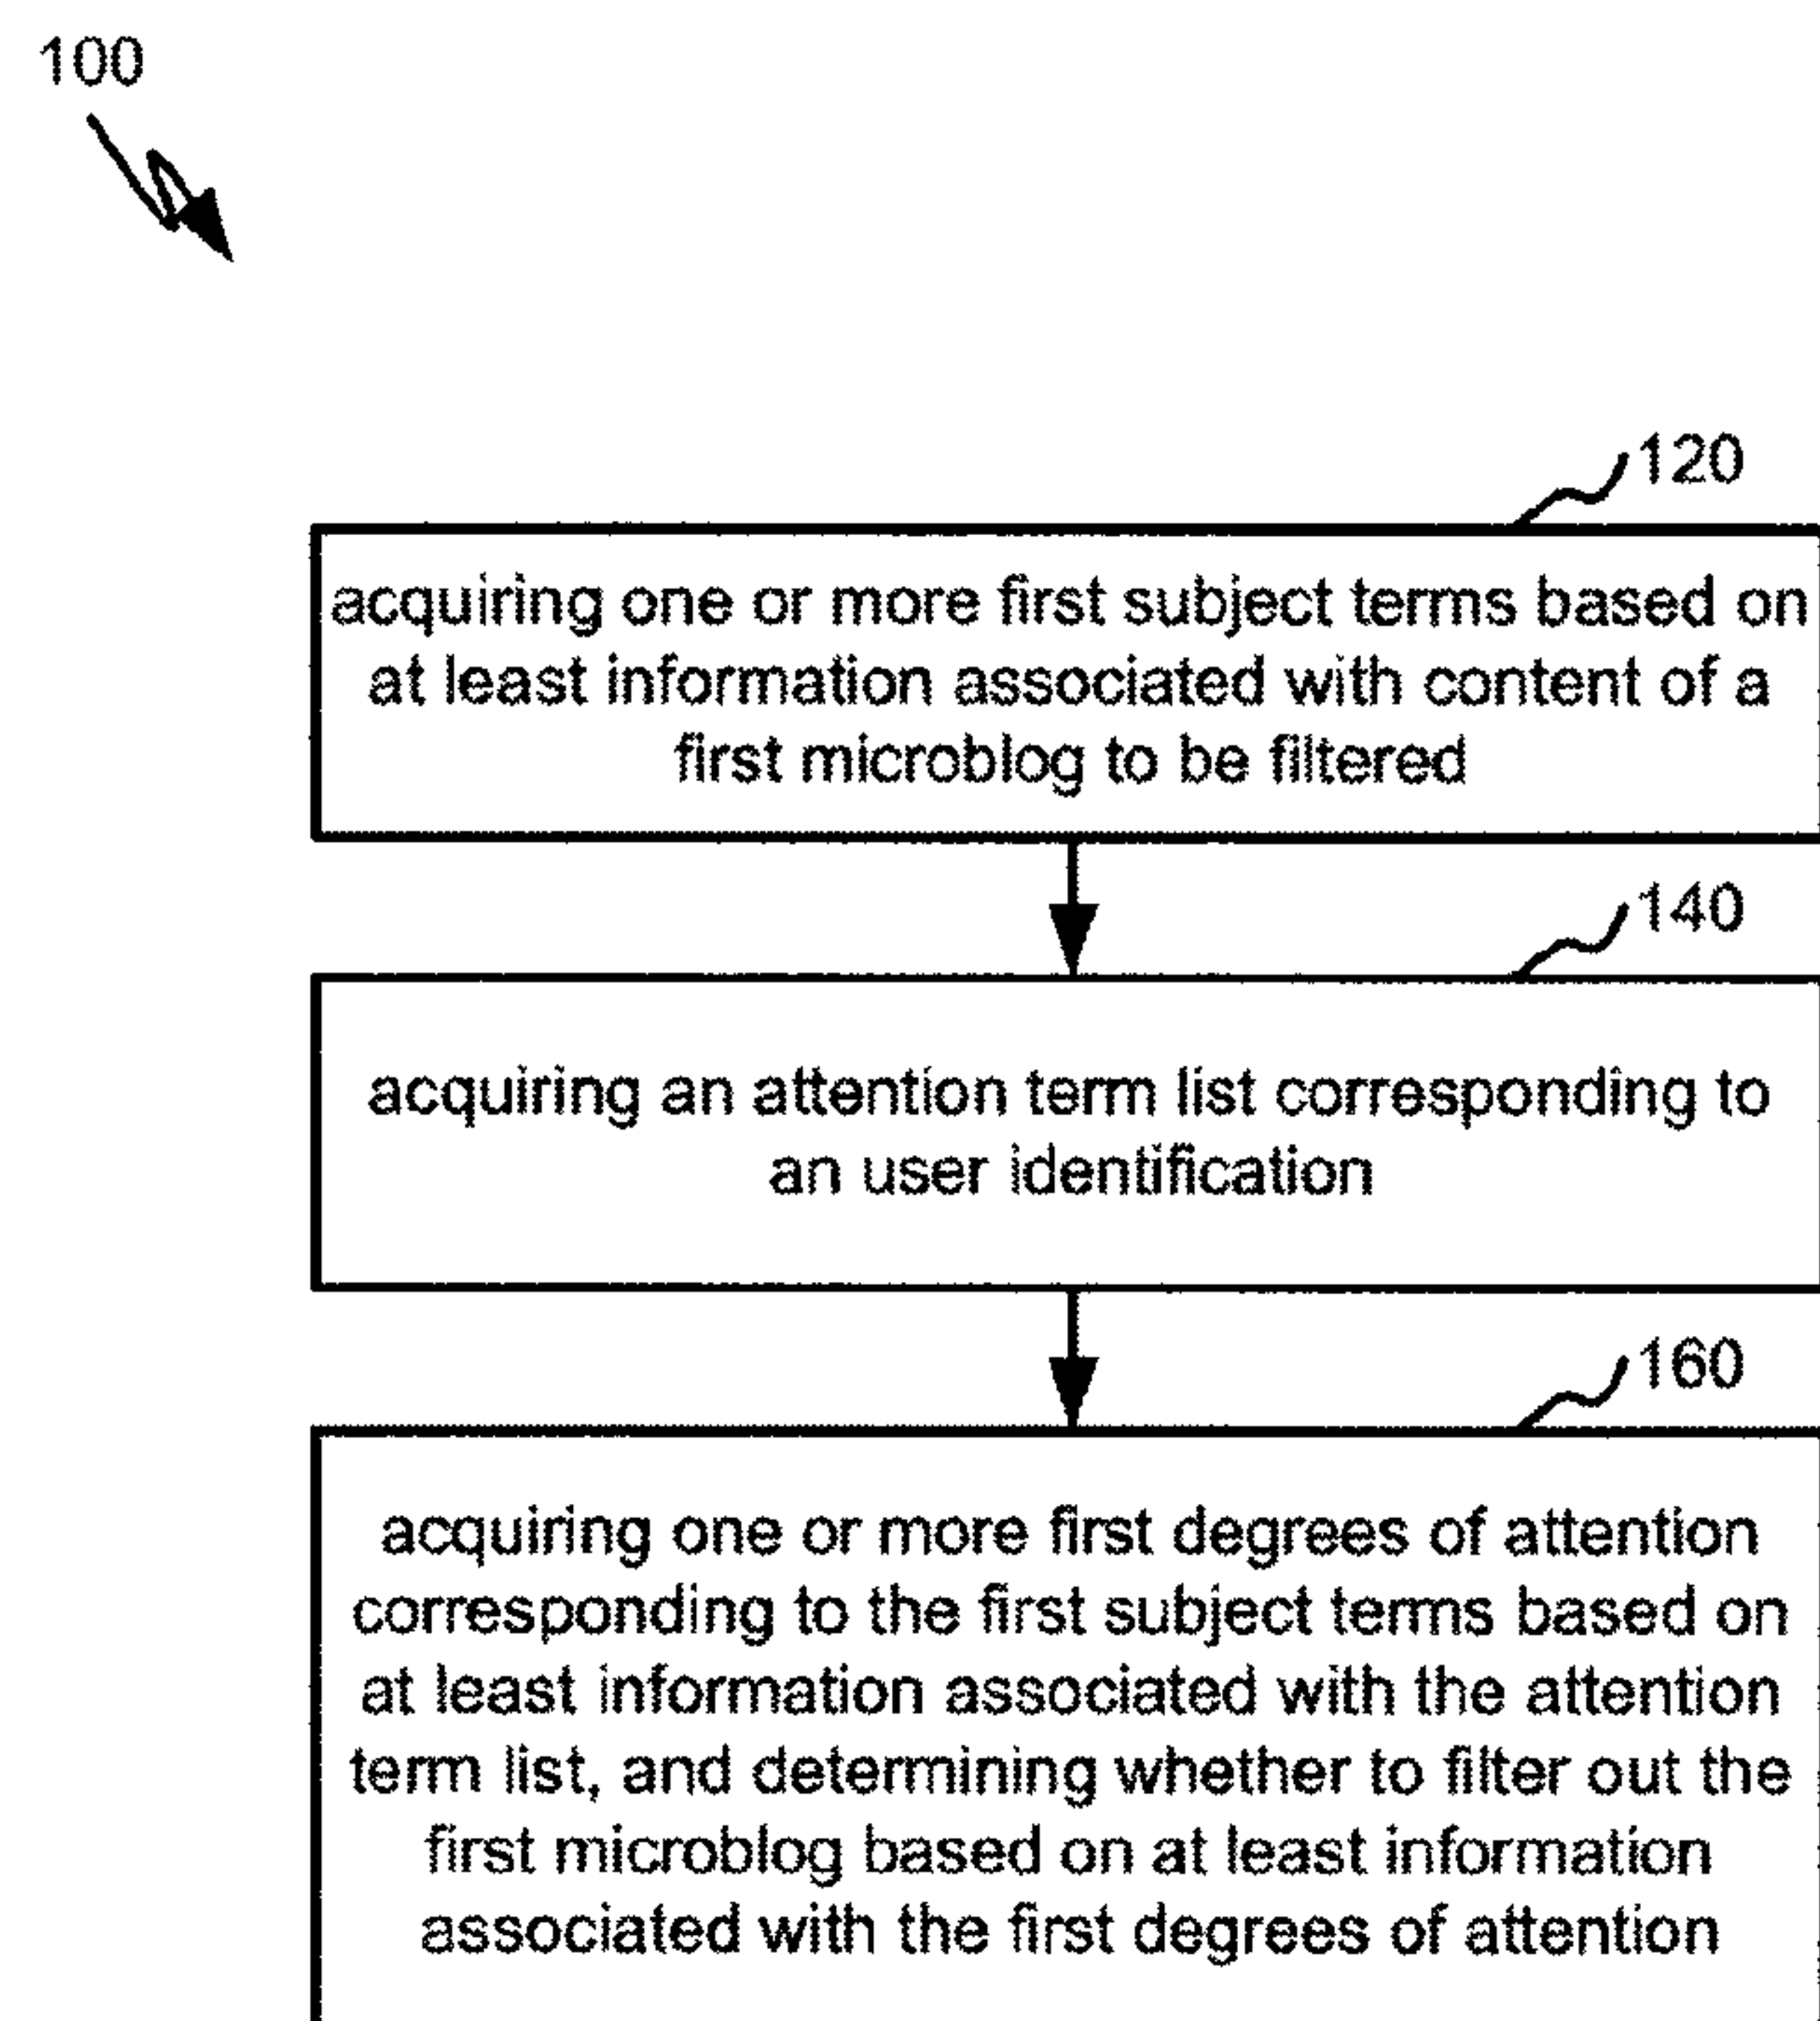 100
120
acquiring one or more first subject terms based on
at least information associated with content of a
first microblog to be filtered
140
acquiring an attention term list corresponding to
an user identification
160
acquiring one or more first degrees of attention
corresponding to the first subject terms based on
at least information associated with the attention
term list, and determining whether to filter out the
first microblog based on at least information
associated with the first degrees of attention